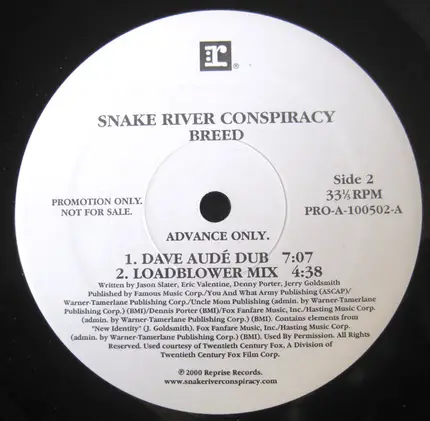 r®
SNAKE RIVER CONSPIRACY
BREED
Side 2
33⅓ RPM
PRO-A-100502-A
PROMOTION ONLY.
NOT FOR SALE.
ADVANCE ONLY.
1. DAVE AUDÉ DUB 7:07
2. LOADBLOWER MIX 4:38
Written by Jason Slater, Eric Valentine, Denny Porter, Jerry Goldsmith
Published by Famous Music Corp./You And What Army Publishing (ASCAP)/
Warner-Tamerlane Publishing Corp./Uncle Mom Publishing (admin. by Warner-Tamerlane
Publishing Corp.) (BMI)/Dennis Porter (BMI)/Fox Fanfare Music, Inc./Hasting Music Corp.
(admin. by Warner-Tamerlane Publishing Corp.) (BMI). Contains elements from
"New Identity" (J. Goldsmith). Fox Fanfare Music, Inc./Hasting Music Corp.
(admin. by Warner-Tamerlane Publishing Corp.) (BMI). Used By Permission. All Rights
Reserved. Used courtesy of Twentieth Century Fox, A Division of
Twentieth Century Fox Film Corp.
℗ 2000 Reprise Records.
www.snakeriverconspiracy.com